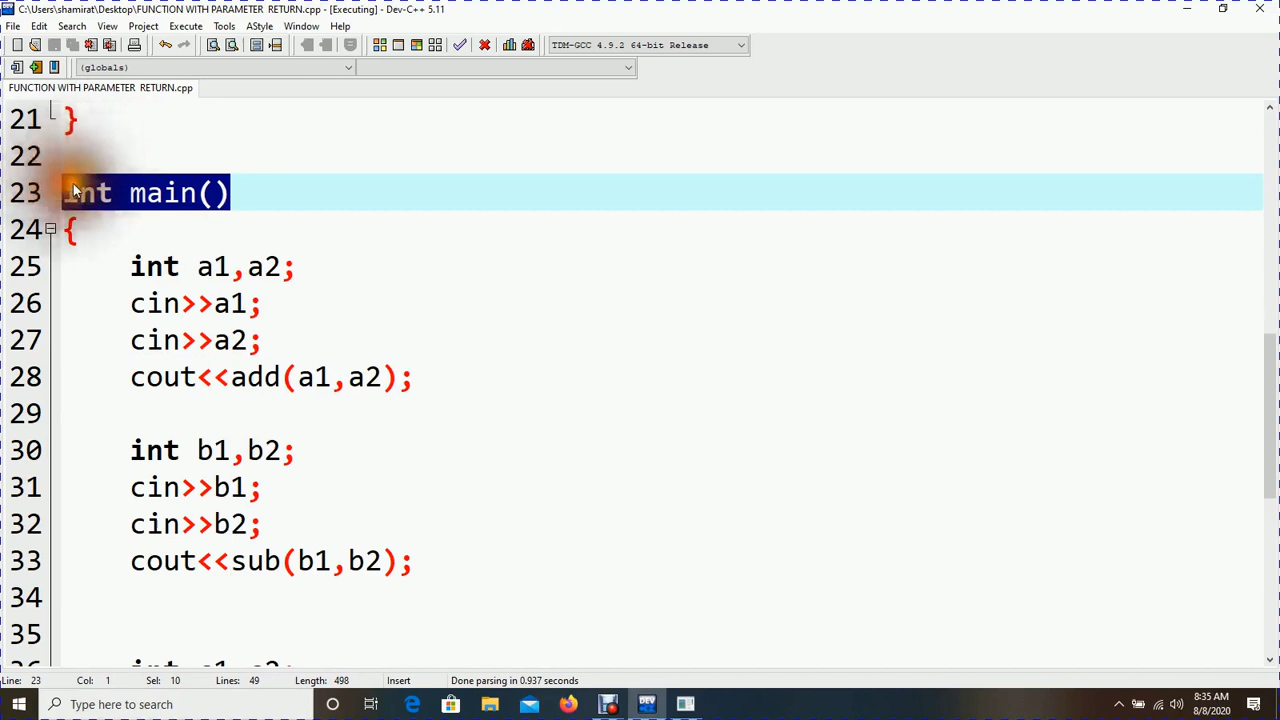 C:\Users\shamirat\Desktop\FUNCTION WITH PARAMETER RETURN.cpp - [Executing] - Dev-C++ 5.11
File Edit Search View Project Execute Tools AStyle Window Help
TDM-GCC 4.9.2 64-bit Release
(globals)
FUNCTION WITH PARAMETER RETURN.cpp
21 }
22
23 int main()
24 {
25 int a1,a2;
26 cin>>a1;
27 cin>>a2;
28 cout<<add(a1,a2);
29
30 int b1,b2;
31 cin>>b1;
32 cin>>b2;
33 cout<<sub(b1,b2);
34
35
Line: 23 Col: 1 Sel: 10 Lines: 49 Length: 498 Insert Done parsing in 0.937 seconds
Type here to search
8:35 AM
8/8/2020